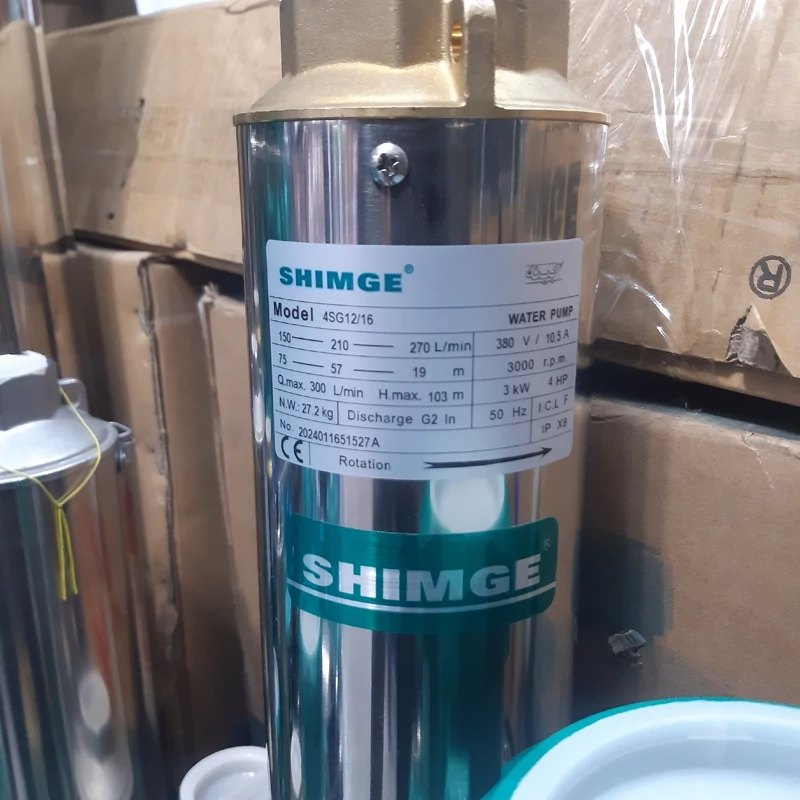 SHIMGE®
Model 4SG12/16 WATER PUMP
150 — 210 — 270 L/min 380 V / 10.5 A
75 — 57 — 19 m 3000 r.p.m.
Q.max. 300 L/min H.max. 103 m 3 kW 4 HP
N.W.: 27.2 kg Discharge G2 In 50 Hz I.C.L F
No. 2024011651527A IP X8
CE Rotation
SHIMGE®
®